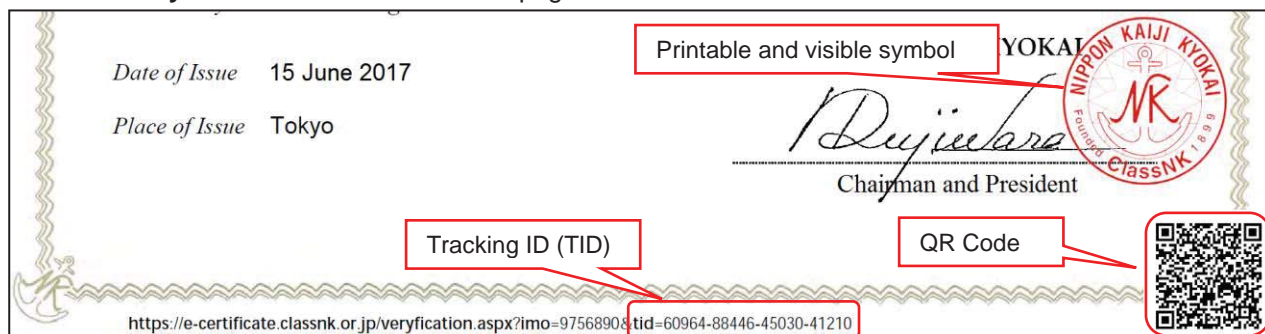 Date of Issue 15 June 2017
Printable and visible symbol
YOKAI
NIPPON KAIJI KYOKAI
NK
Founded 1899
ClassNK
Place of Issue Tokyo
Chairman and President
Tracking ID (TID)
QR Code
https://e-certificate.classnk.or.jp/veryfication.aspx?imo=9756890&tid=60964-88446-45030-41210